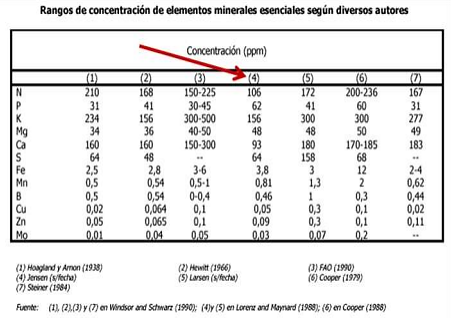 Rangos de concentración de elementos minerales esenciales según diversos autores
Concentración (ppm)
(1) (2) (3) (4) (5) (6) (7)
N 210 168 150-225 106 172 200-236 167
P 31 41 30-45 62 41 60 31
K 234 156 300-500 156 300 300 277
Mg 34 36 40-50 48 48 50 49
Ca 160 160 150-300 93 180 170-185 183
S 64 48 -- 64 158 68 --
Fe 2,5 2,8 3-6 3,8 3 12 2-4
Mn 0,5 0,54 0,5-1 0,81 1,3 2 0,62
B 0,5 0,54 0-0,4 0,46 1 0,3 0,44
Cu 0,02 0,064 0,1 0,05 0,3 0,1 0,02
Zn 0,05 0,065 0,1 0,09 0,3 0,1 0,11
Mo 0,01 0,04 0,05 0,03 0,07 0,2 --
(1) Hoagland y Arnon (1938) (2) Hewitt (1966) (3) FAO (1990)
(4) Jensen (s/fecha) (5) Larsen (s/fecha) (6) Cooper (1979)
(7) Steiner (1984)
Fuente: (1), (2),(3) y (7) en Windsor and Schwarz (1990); (4)y (5) en Lorenz and Maynard (1988); (6) en Cooper (1988)